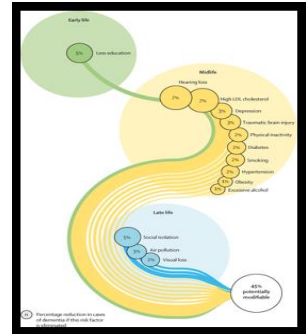 Early life
5%
Less education
Midlife
Hearing loss
7%
7%
High LDL cholesterol
3%
Depression
3%
Traumatic brain injury
2%
Physical inactivity
2%
Diabetes
2%
Smoking
2%
Hypertension
1%
Obesity
1%
Excessive alcohol
Late life
5%
Social isolation
3%
Air pollution
2%
Visual loss
45%
potentially
modifiable
Percentage reduction in cases
of dementia if this risk factor
is eliminated